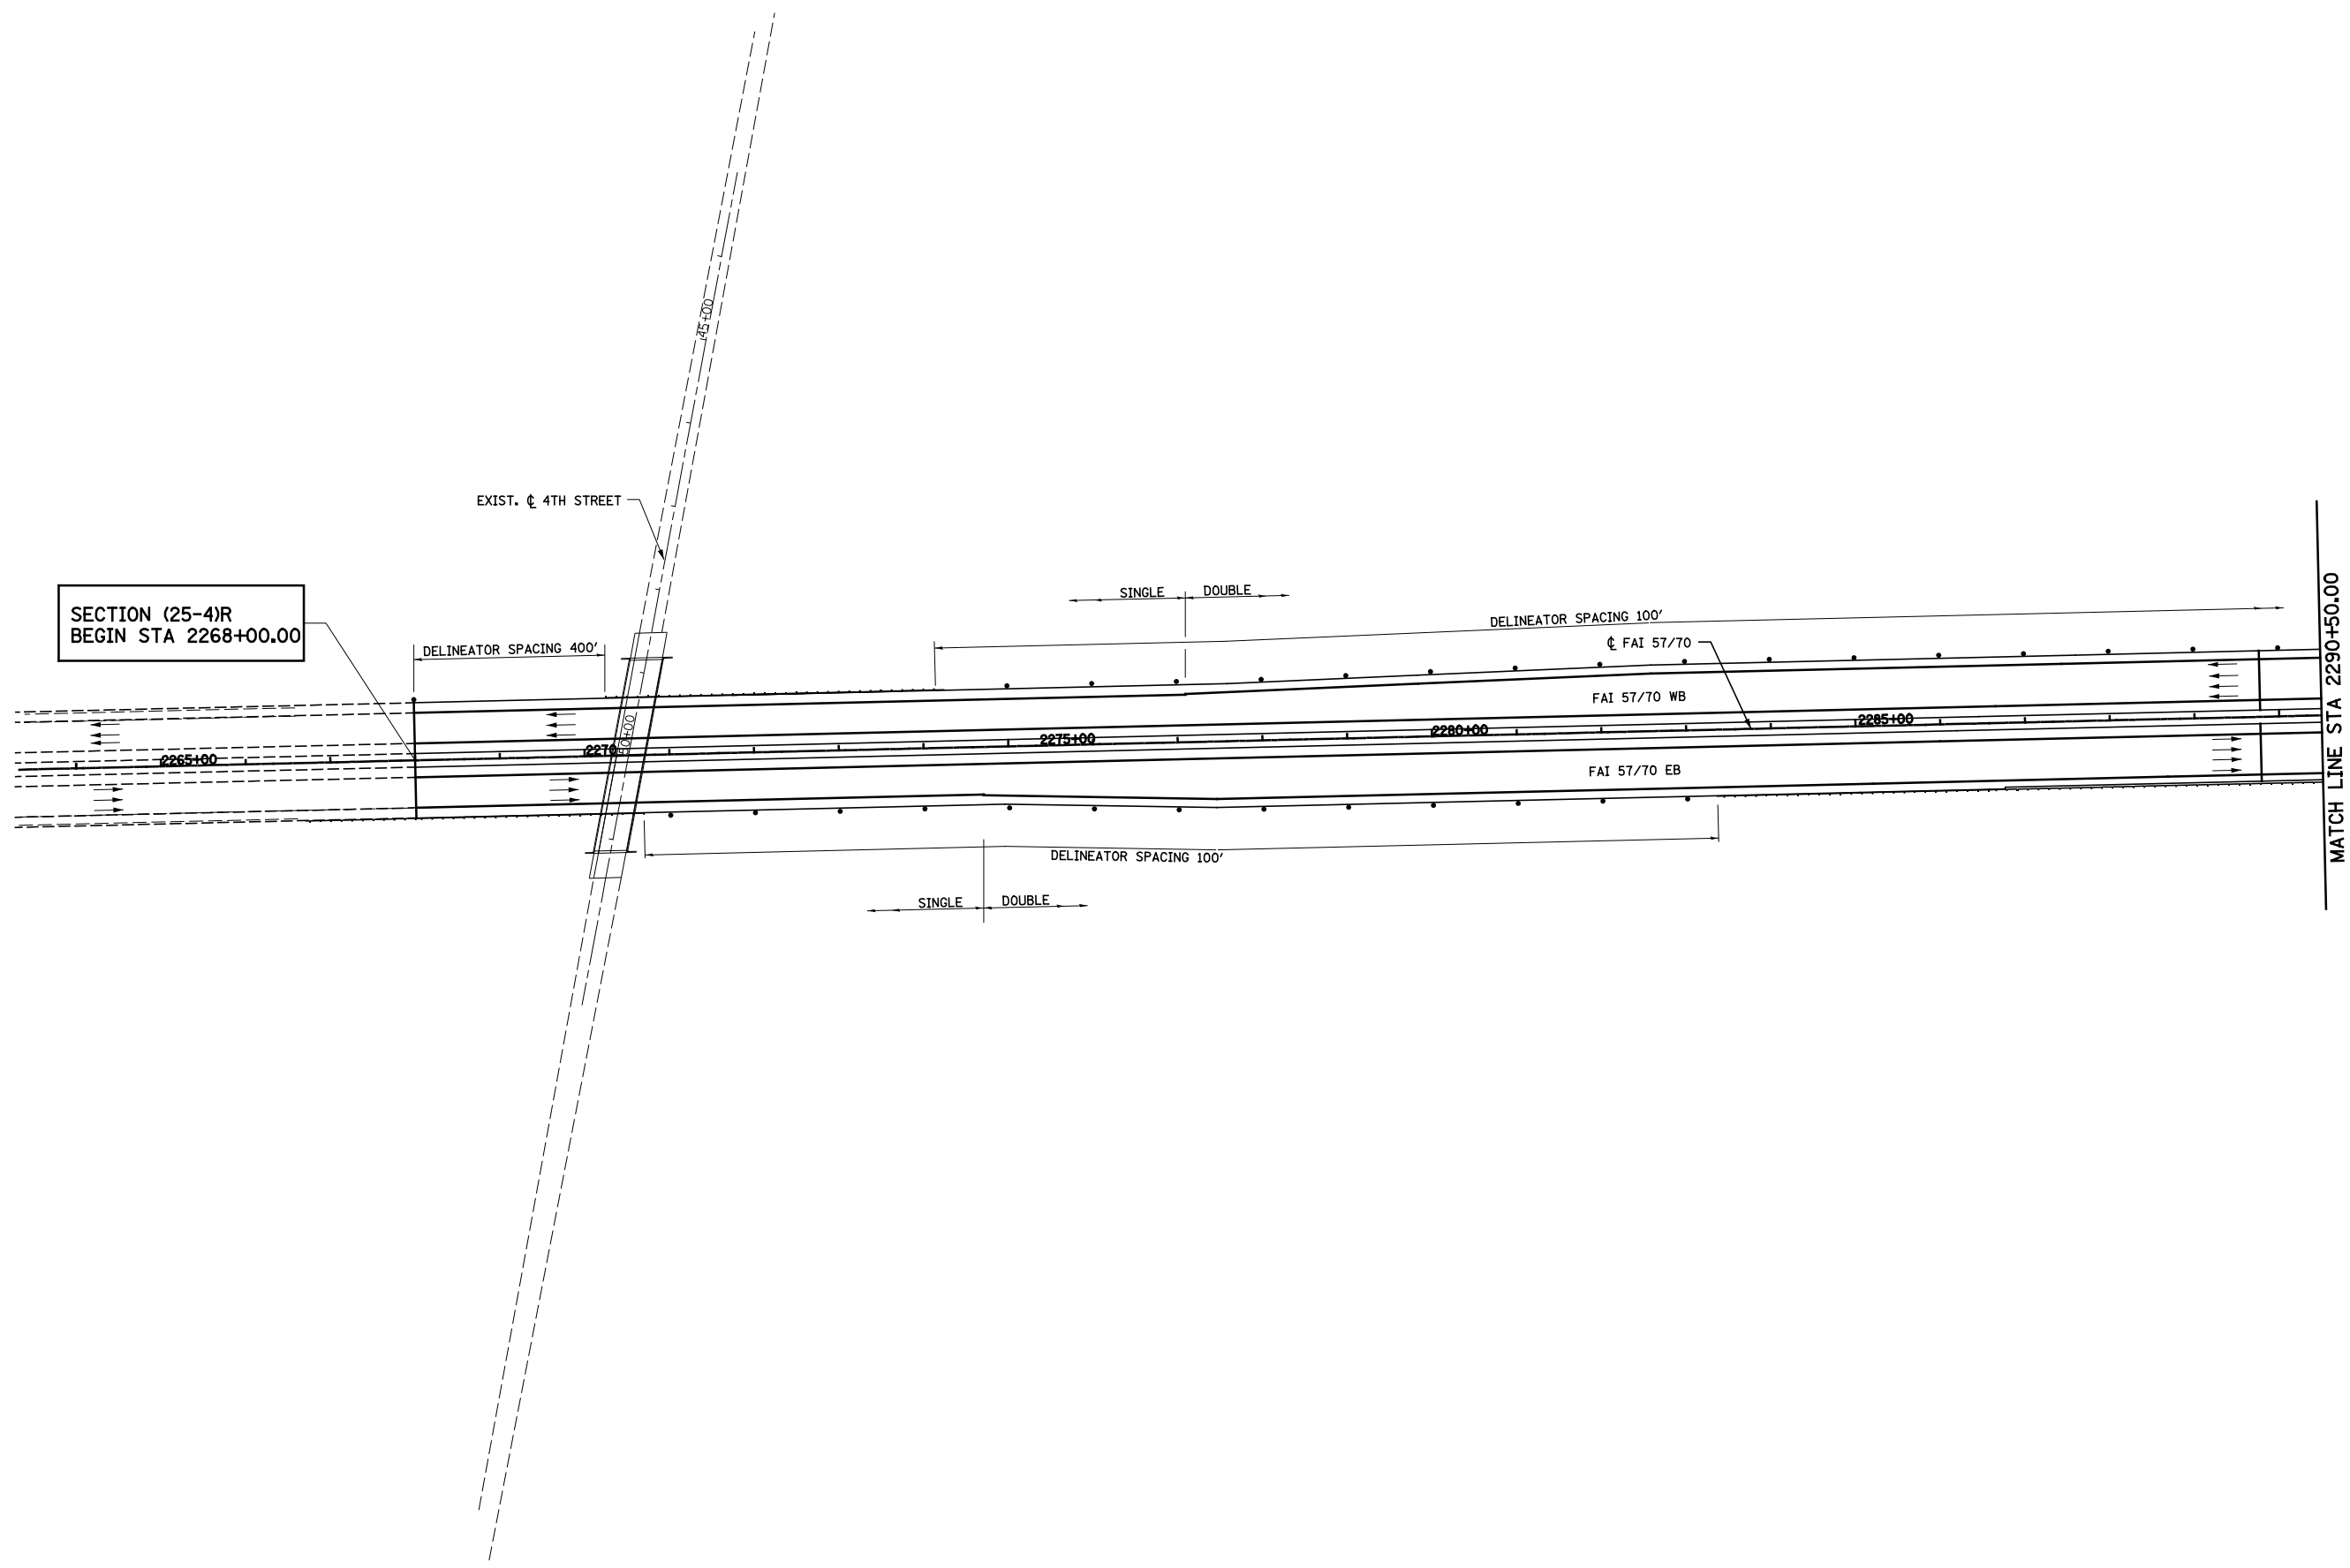 45+00
EXIST. ℄ 4TH STREET
SECTION (25-4)R
BEGIN STA 2268+00.00
SINGLE
DOUBLE
DELINEATOR SPACING 100'
℄ FAI 57/70
DELINEATOR SPACING 400'
FAI 57/70 WB
MATCH LINE STA 2290+50.00
2265+00
2270
50+00
2275+00
2280+00
2285+00
FAI 57/70 EB
DELINEATOR SPACING 100'
SINGLE
DOUBLE